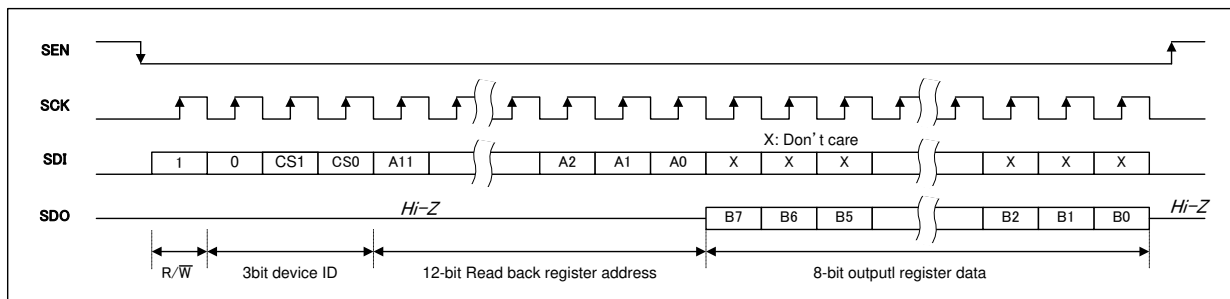 SEN
SCK
X: Don't care
SDI 1 0 CS1 CS0 A11 A2 A1 A0 X X X X X X
Hi-Z
SDO B7 B6 B5 B2 B1 B0 Hi-Z
R/W̅ 3bit device ID 12-bit Read back register address 8-bit outputl register data